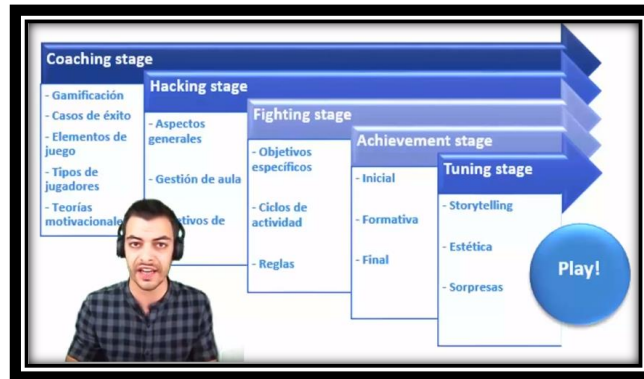 Coaching stage
- Gamificación
- Casos de éxito
- Elementos de
juego
- Tipos de
jugadores
- Teorías
motivacionale
Hacking stage
- Aspectos
generales
- Gestión de aula
de
Fighting stage
- Objetivos
específicos
- Ciclos de
actividad
- Reglas
Achievement stage
- Inicial
- Formativa
- Final
Tuning stage
- Storytelling
- Estética
- Sorpresas
Play!